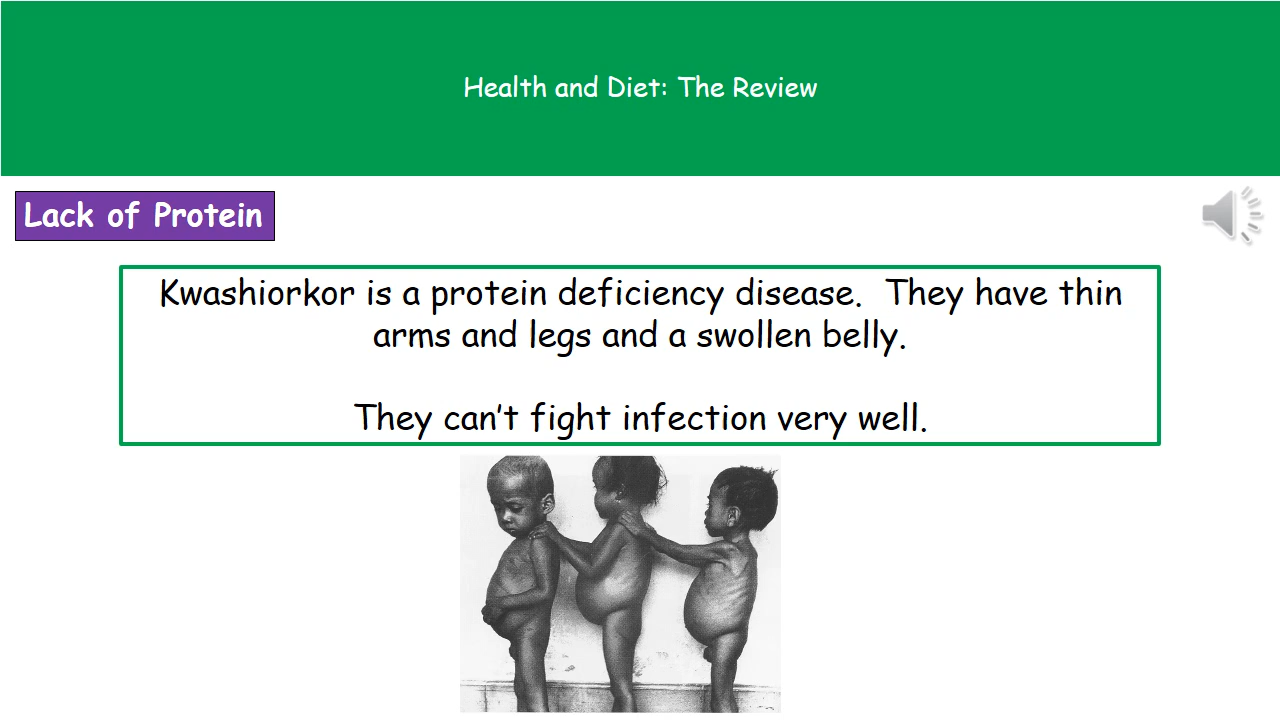 Health and Diet: The Review
Lack of Protein
Kwashiorkor is a protein deficiency disease.  They have thin
arms and legs and a swollen belly.
They can't fight infection very well.